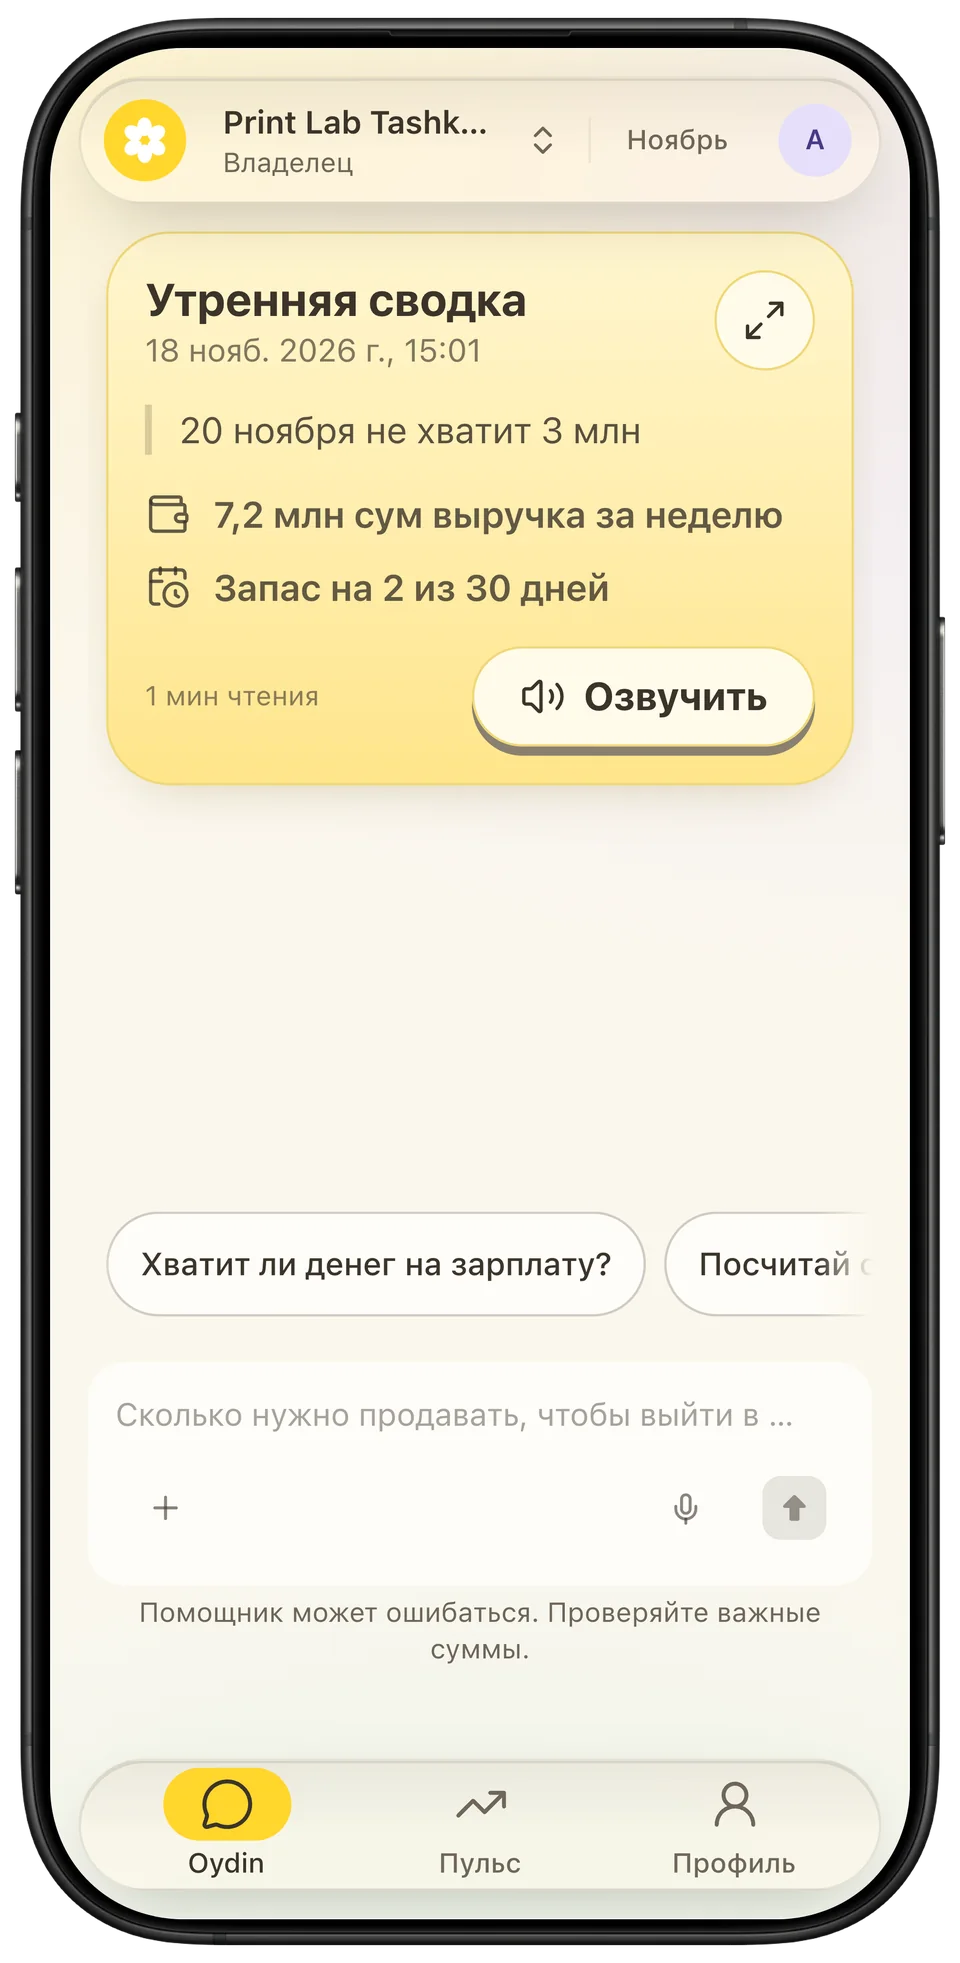 Print Lab Tashk...
Владелец
Ноябрь
A
Утренняя сводка
18 нояб. 2026 г., 15:01
20 ноября не хватит 3 млн
7,2 млн сум выручка за неделю
Запас на 2 из 30 дней
1 мин чтения
Озвучить
Хватит ли денег на зарплату?
Посчитай
Сколько нужно продавать, чтобы выйти в ...
Помощник может ошибаться. Проверяйте важные
суммы.
Oydin
Пульс
Профиль